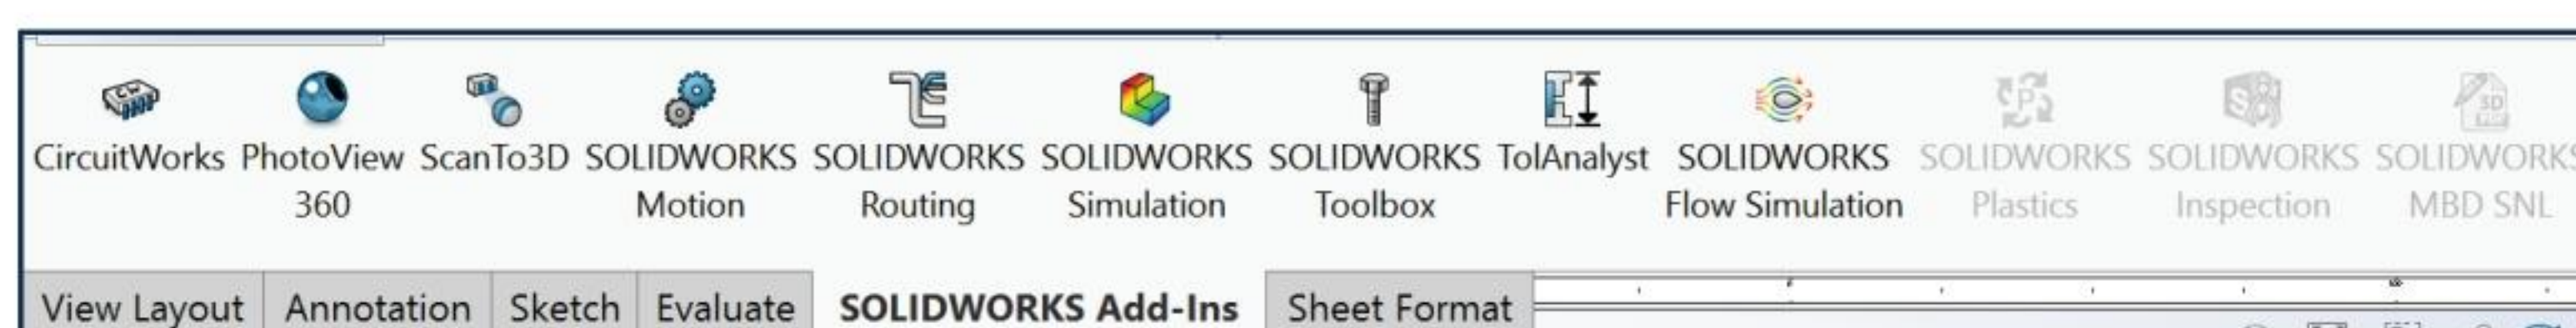 CircuitWorks PhotoView ScanTo3D SOLIDWORKS SOLIDWORKS SOLIDWORKS SOLIDWORKS TolAnalyst SOLIDWORKS SOLIDWORKS SOLIDWORKS SOLIDWORKS
360 Motion Routing Simulation Toolbox Flow Simulation Plastics Inspection MBD SNL
View Layout Annotation Sketch Evaluate SOLIDWORKS Add-Ins Sheet Format